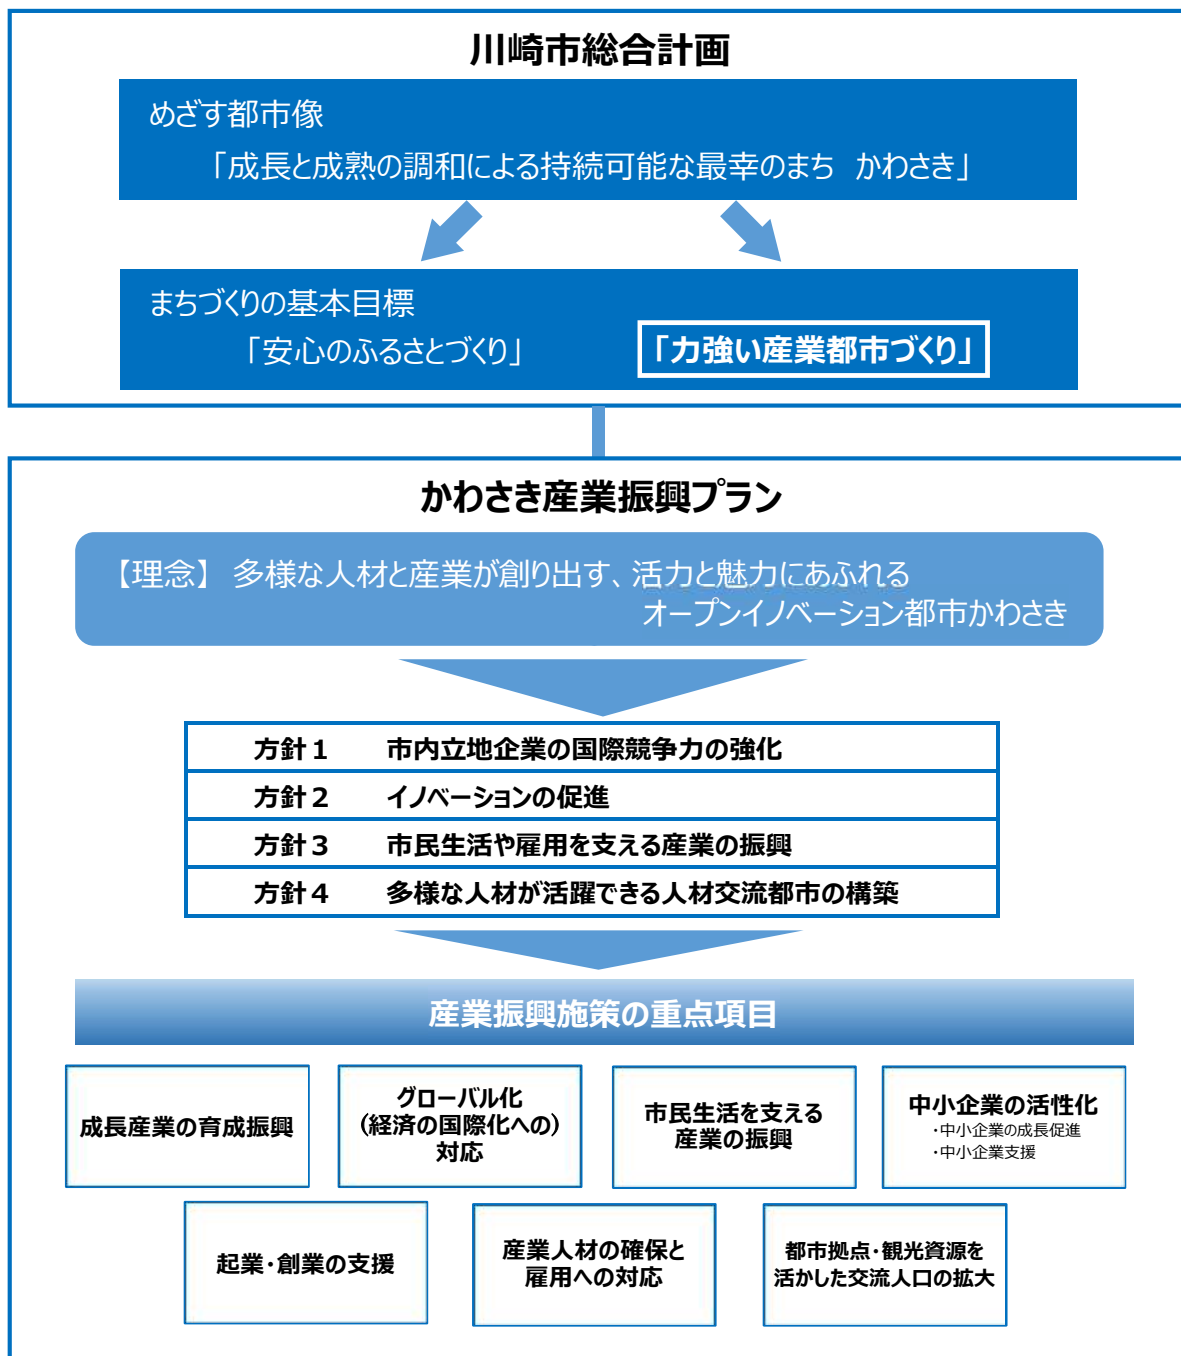 川崎市総合計画
めざす都市像
「成長と成熟の調和による持続可能な最幸のまち　かわさき」
まちづくりの基本目標
「安心のふるさとづくり」　「力強い産業都市づくり」
かわさき産業振興プラン
【理念】 多様な人材と産業が創り出す、活力と魅力にあふれる
オープンイノベーション都市かわさき
方針１　市内立地企業の国際競争力の強化
方針２　イノベーションの促進
方針３　市民生活や雇用を支える産業の振興
方針４　多様な人材が活躍できる人材交流都市の構築
産業振興施策の重点項目
成長産業の育成振興
グローバル化
(経済の国際化への)
対応
市民生活を支える
産業の振興
中小企業の活性化
・中小企業の成長促進
・中小企業支援
起業・創業の支援
産業人材の確保と
雇用への対応
都市拠点・観光資源を
活かした交流人口の拡大